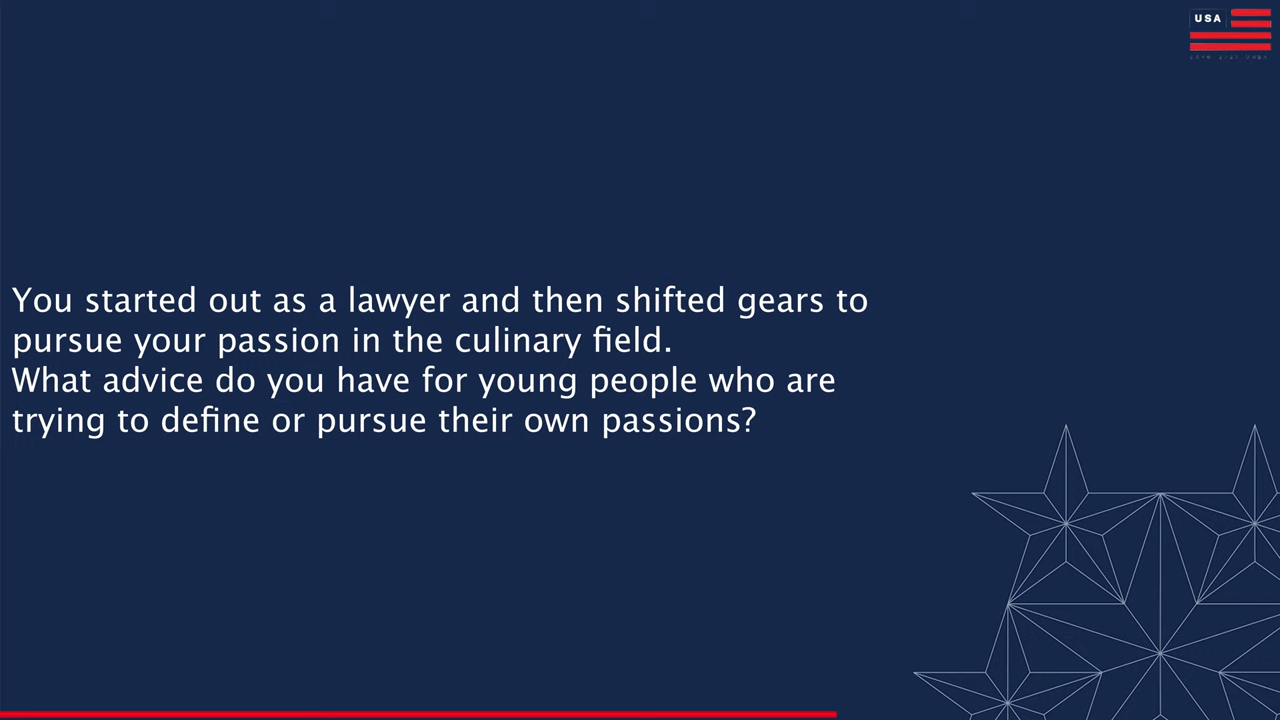 USA
You started out as a lawyer and then shifted gears to
pursue your passion in the culinary field.
What advice do you have for young people who are
trying to define or pursue their own passions?